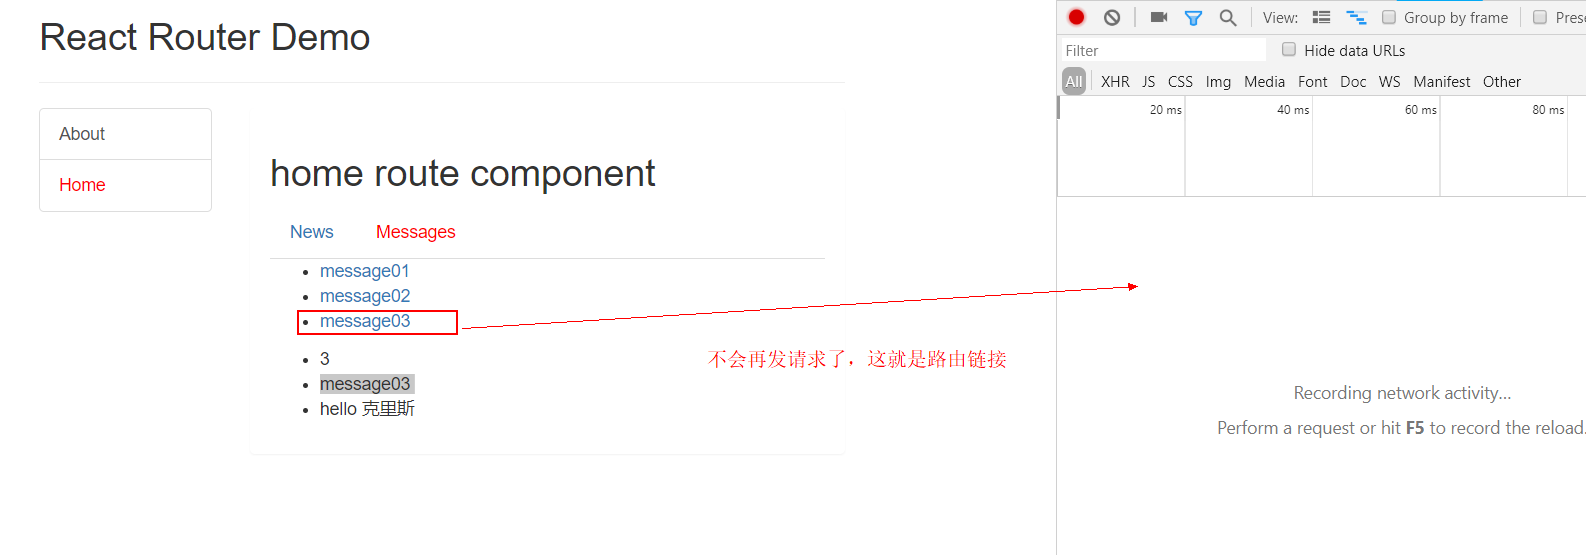 React Router Demo
About
Home
home route component
News Messages
message01
message02
message03
3
message03
hello 克里斯
不会再发请求了，这就是路由链接
View: Group by frame Prese
Filter Hide data URLs
All XHR JS CSS Img Media Font Doc WS Manifest Other
20 ms 40 ms 60 ms 80 ms
Recording network activity...
Perform a request or hit F5 to record the reload.